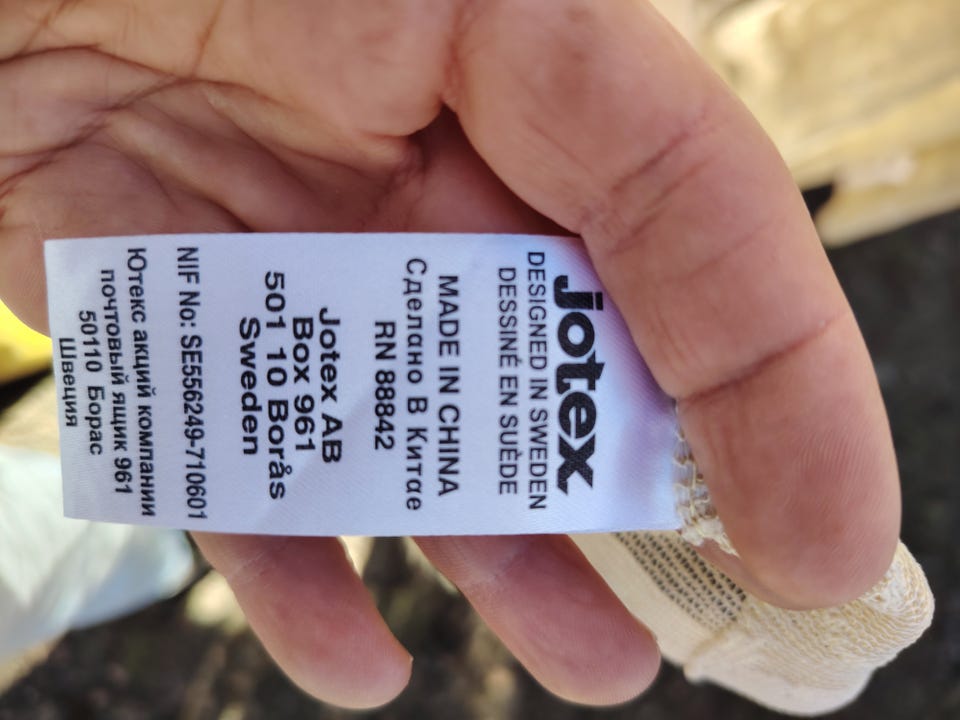 jotex
DESIGNED IN SWEDEN
DESSINÉ EN SUÈDE
MADE IN CHINA
Сделано В Китае
RN 88842
Jotex AB
Box 961
501 10 Borås
Sweden
NIF No: SE556249-710601
Ютекс акций компании
почтовый ящик 961
50110 Борас
Швеция